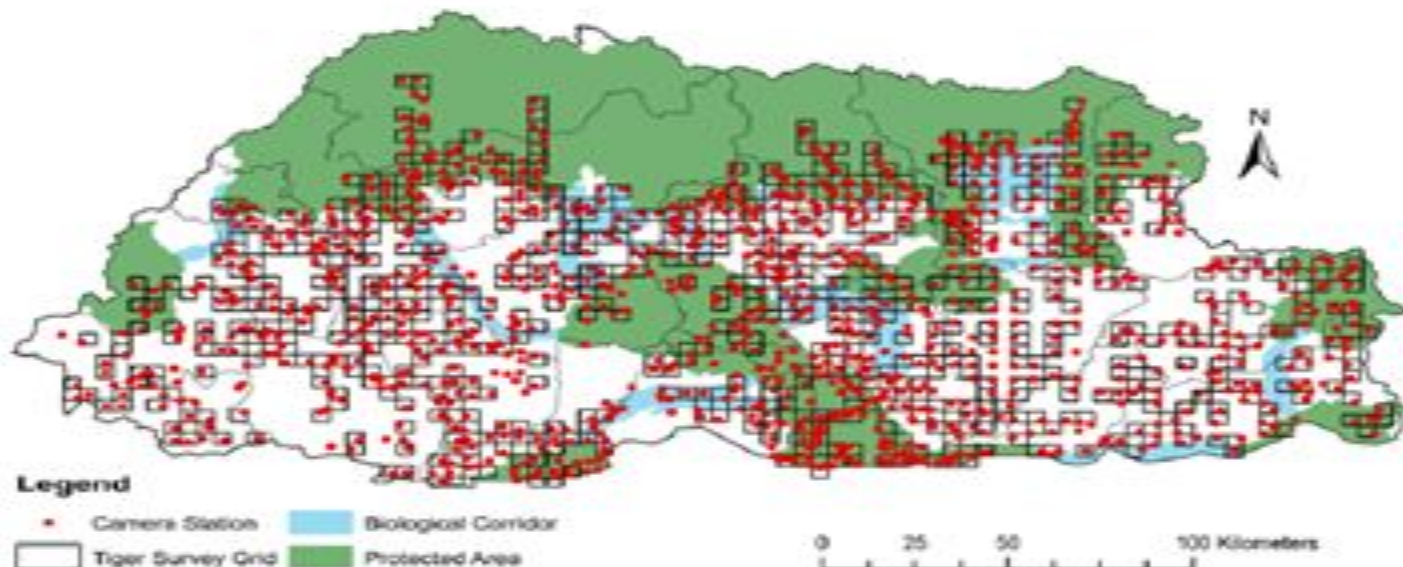 N
Legend
Camera Station Biological Corridor
Tiger Survey Grid Protected Area
0 25 50 100 Kilometers